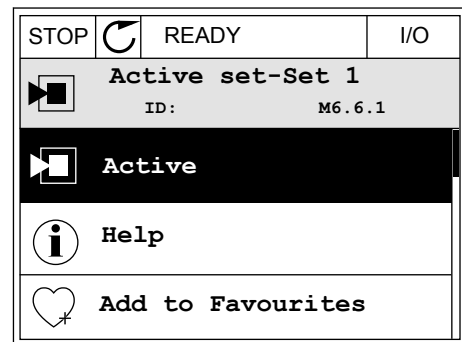 STOP READY I/O
Active set-Set 1
ID: M6.6.1
Active
Help
Add to Favourites